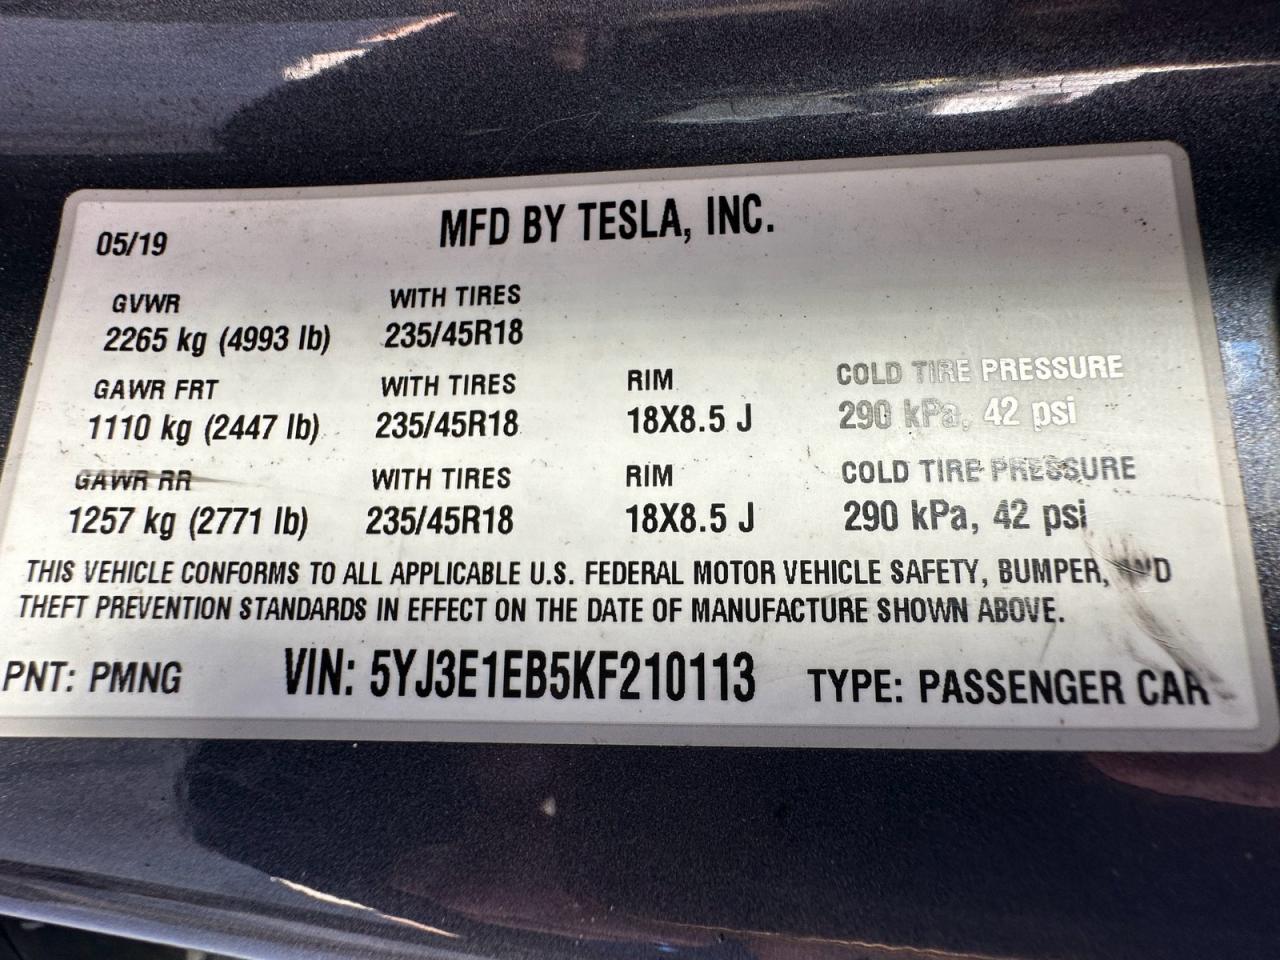 05/19 MFD BY TESLA, INC.
GVWR WITH TIRES
2265 kg (4993 lb) 235/45R18
GAWR FRT WITH TIRES RIM COLD TIRE PRESSURE
1110 kg (2447 lb) 235/45R18 18X8.5 J 290 kPa, 42 psi
GAWR RR WITH TIRES RIM COLD TIRE PRESSURE
1257 kg (2771 lb) 235/45R18 18X8.5 J 290 kPa, 42 psi
THIS VEHICLE CONFORMS TO ALL APPLICABLE U.S. FEDERAL MOTOR VEHICLE SAFETY, BUMPER, AND
THEFT PREVENTION STANDARDS IN EFFECT ON THE DATE OF MANUFACTURE SHOWN ABOVE.
PNT: PMNG VIN: 5YJ3E1EB5KF210113 TYPE: PASSENGER CAR